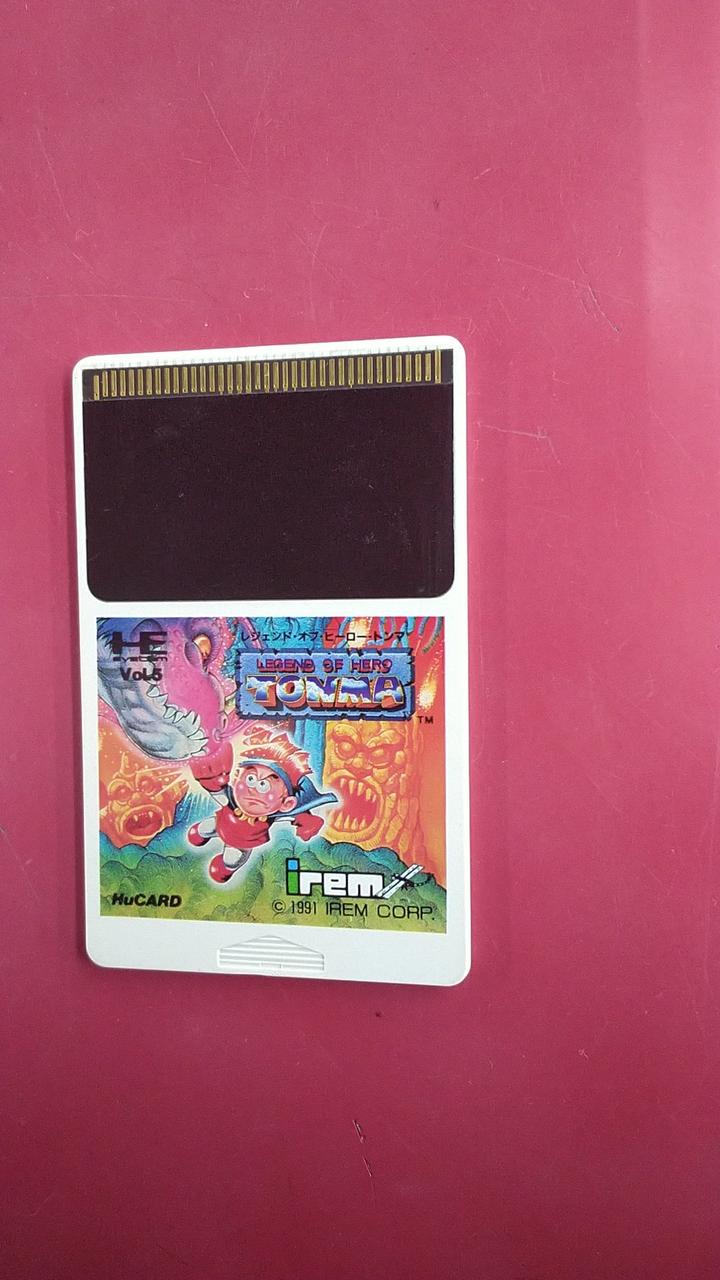 レジェンド・オブ・ヒーロー・トンマ
LEGEND OF HERO
TONMA
TM
HE
Vol.5
irem
HuCARD
© 1991 IREM CORP.